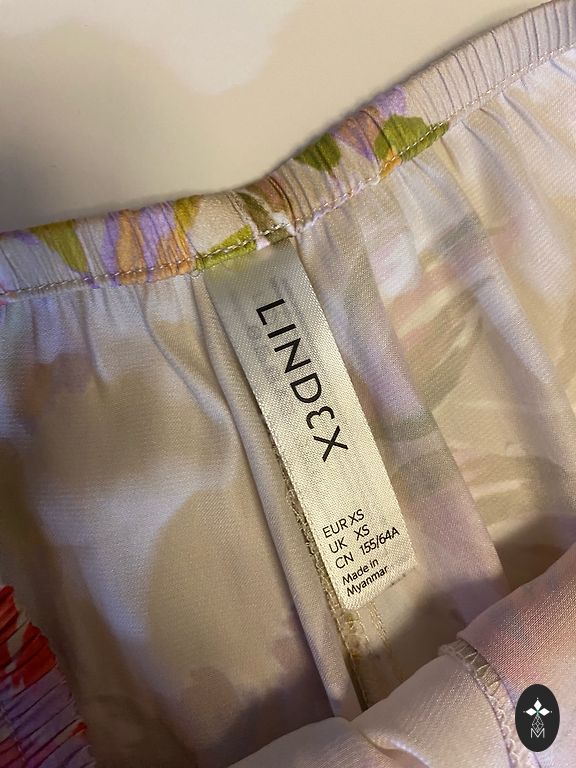 LINDEX
EUR XS
UK XS
CN 155/64A
Made in
Myanmar
M